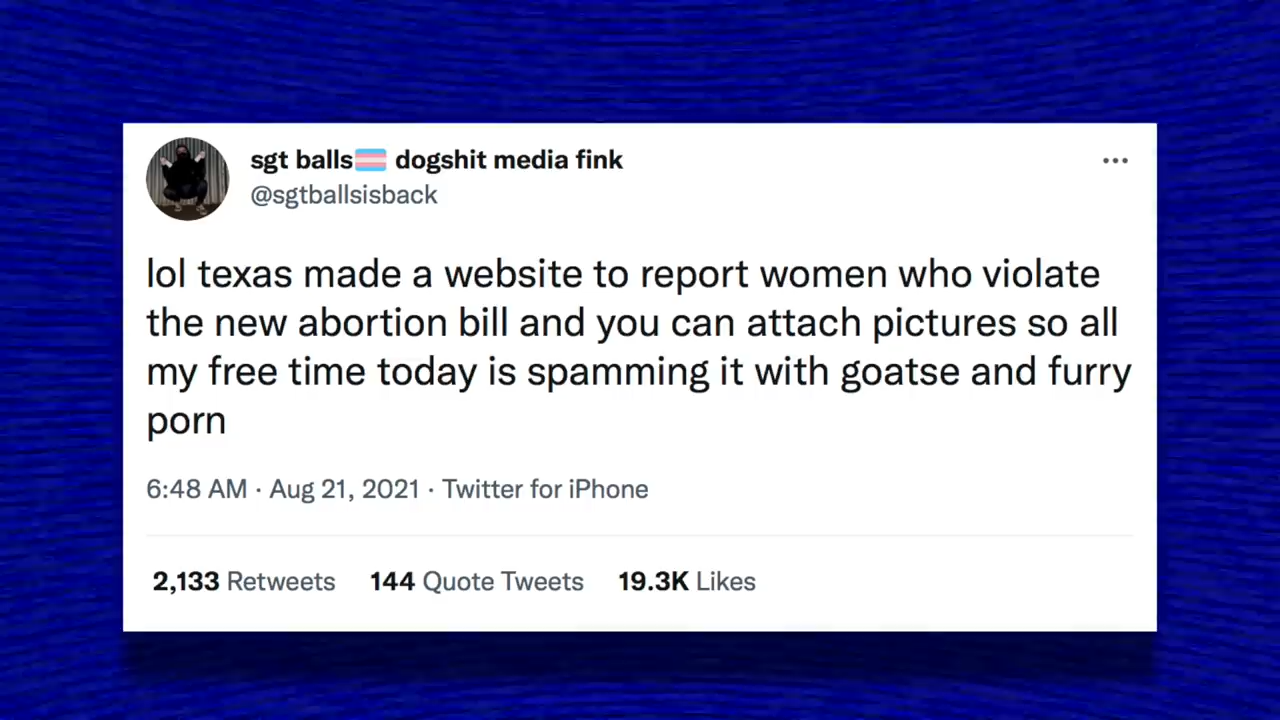 sgt balls🏳️‍⚧️ dogshit media fink
@sgtballsisback
lol texas made a website to report women who violate
the new abortion bill and you can attach pictures so all
my free time today is spamming it with goatse and furry
porn
6:48 AM · Aug 21, 2021 · Twitter for iPhone
2,133 Retweets 144 Quote Tweets 19.3K Likes